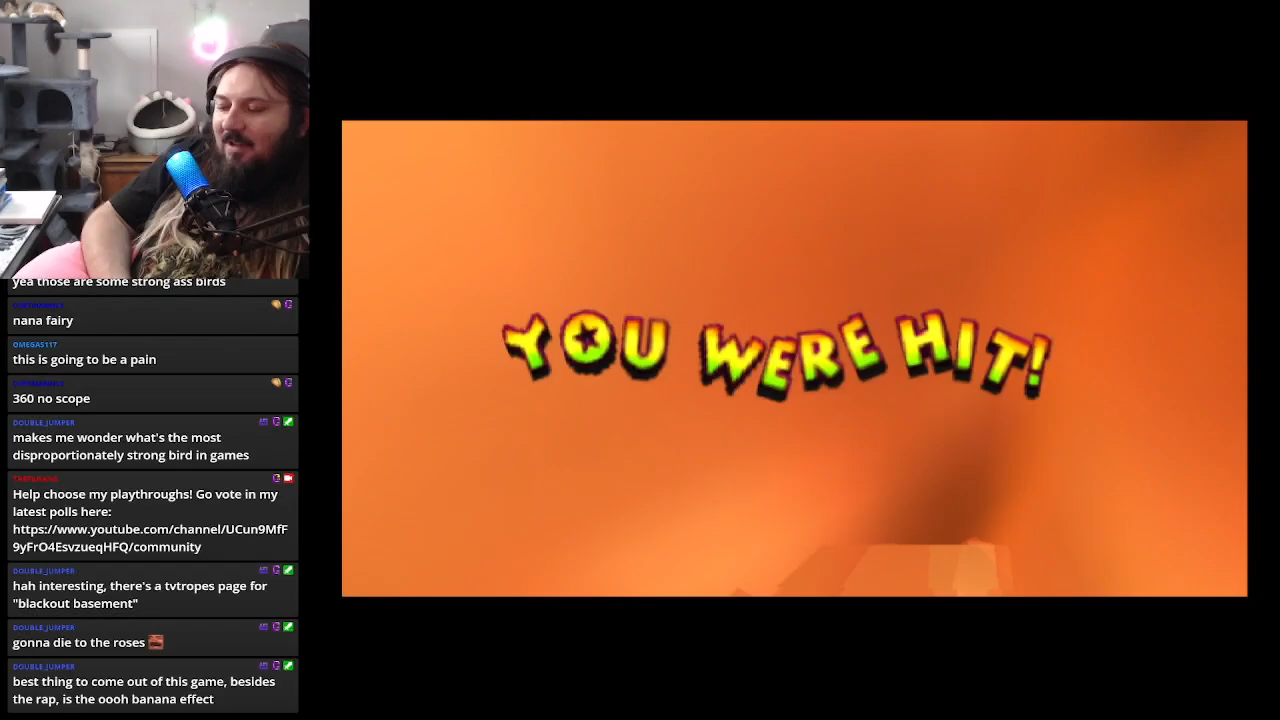 yea those are some strong ass birds
nana fairy
OMEGAS117
this is going to be a pain
360 no scope
DOUBLE_JUMPER
makes me wonder what's the most
disproportionately strong bird in games
Help choose my playthroughs! Go vote in my
latest polls here:
https://www.youtube.com/channel/UCun9MfF
9yFrO4EsvzueqHFQ/community
DOUBLE_JUMPER
hah interesting, there's a tvtropes page for
"blackout basement"
DOUBLE_JUMPER
gonna die to the roses
DOUBLE_JUMPER
best thing to come out of this game, besides
the rap, is the oooh banana effect
YOU WERE HIT!